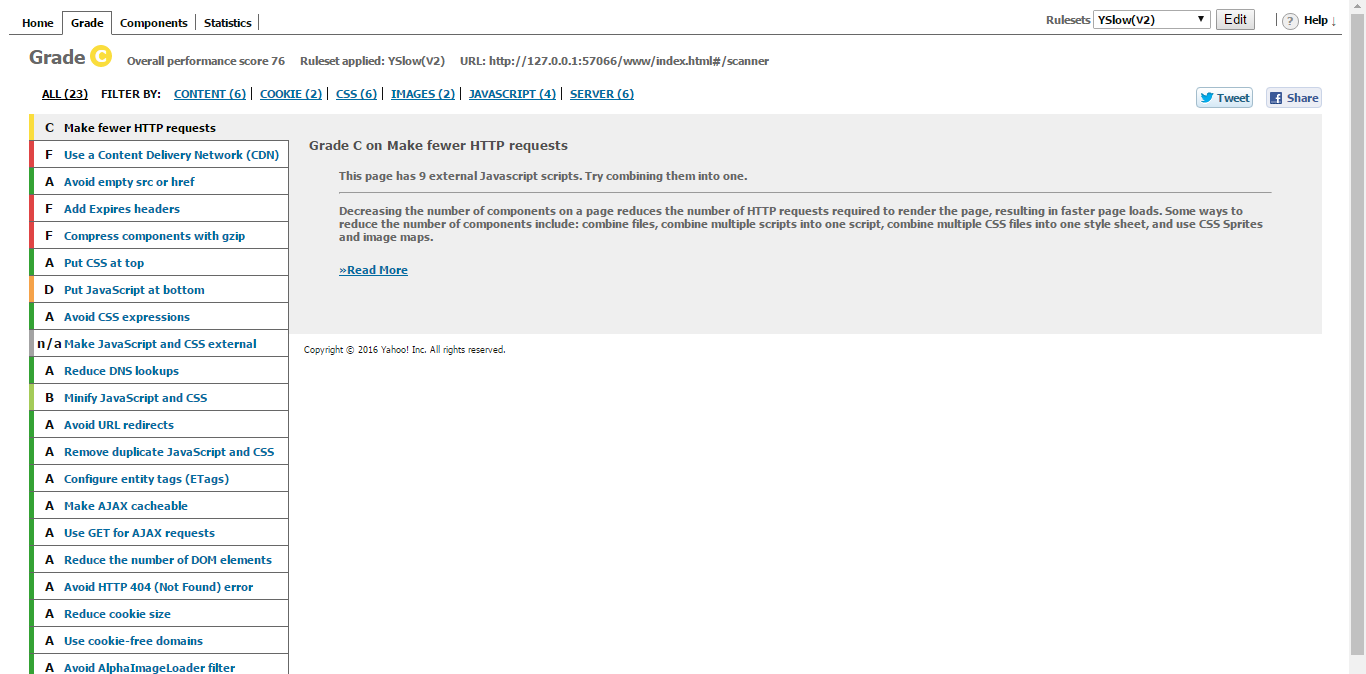 Home Grade Components Statistics Rulesets YSlow(V2) Edit ? Help ↓
Grade C Overall performance score 76 Ruleset applied: YSlow(V2) URL: http://127.0.0.1:57066/www/index.html#/scanner
ALL (23) FILTER BY: CONTENT (6) COOKIE (2) CSS (6) IMAGES (2) JAVASCRIPT (4) SERVER (6)
Tweet Share
C Make fewer HTTP requests
F Use a Content Delivery Network (CDN)
A Avoid empty src or href
F Add Expires headers
F Compress components with gzip
A Put CSS at top
D Put JavaScript at bottom
A Avoid CSS expressions
n/a Make JavaScript and CSS external
A Reduce DNS lookups
B Minify JavaScript and CSS
A Avoid URL redirects
A Remove duplicate JavaScript and CSS
A Configure entity tags (ETags)
A Make AJAX cacheable
A Use GET for AJAX requests
A Reduce the number of DOM elements
A Avoid HTTP 404 (Not Found) error
A Reduce cookie size
A Use cookie-free domains
A Avoid AlphaImageLoader filter
Grade C on Make fewer HTTP requests
This page has 9 external Javascript scripts. Try combining them into one.
Decreasing the number of components on a page reduces the number of HTTP requests required to render the page, resulting in faster page loads. Some ways to
reduce the number of components include: combine files, combine multiple scripts into one script, combine multiple CSS files into one style sheet, and use CSS Sprites
and image maps.
»Read More
Copyright © 2016 Yahoo! Inc. All rights reserved.